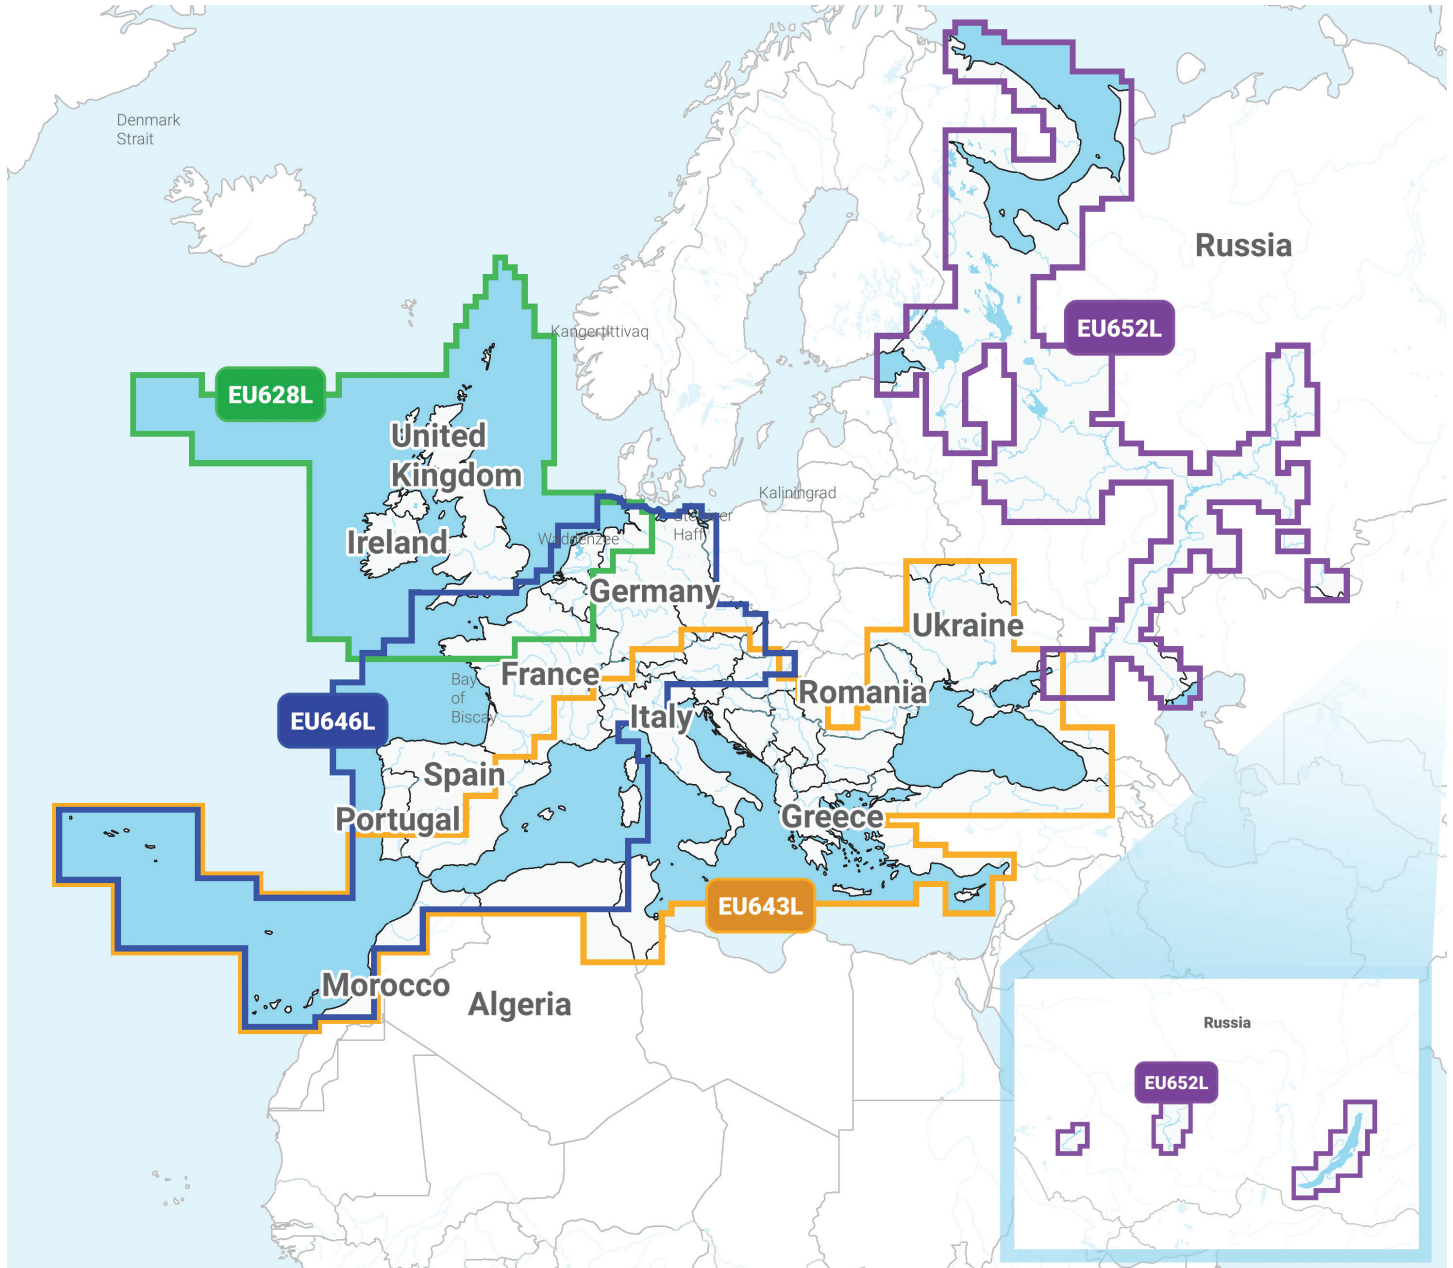 Denmark
Strait
Russia
Kangertittivaq
EU652L
EU628L
United
Kingdom
Kaliningrad
Ireland
Waddenzee
Haff
Germany
Ukraine
France
Bay
of
Biscay
Romania
EU646L
Italy
Spain
Portugal
Greece
EU643L
Morocco
Algeria
Russia
EU652L